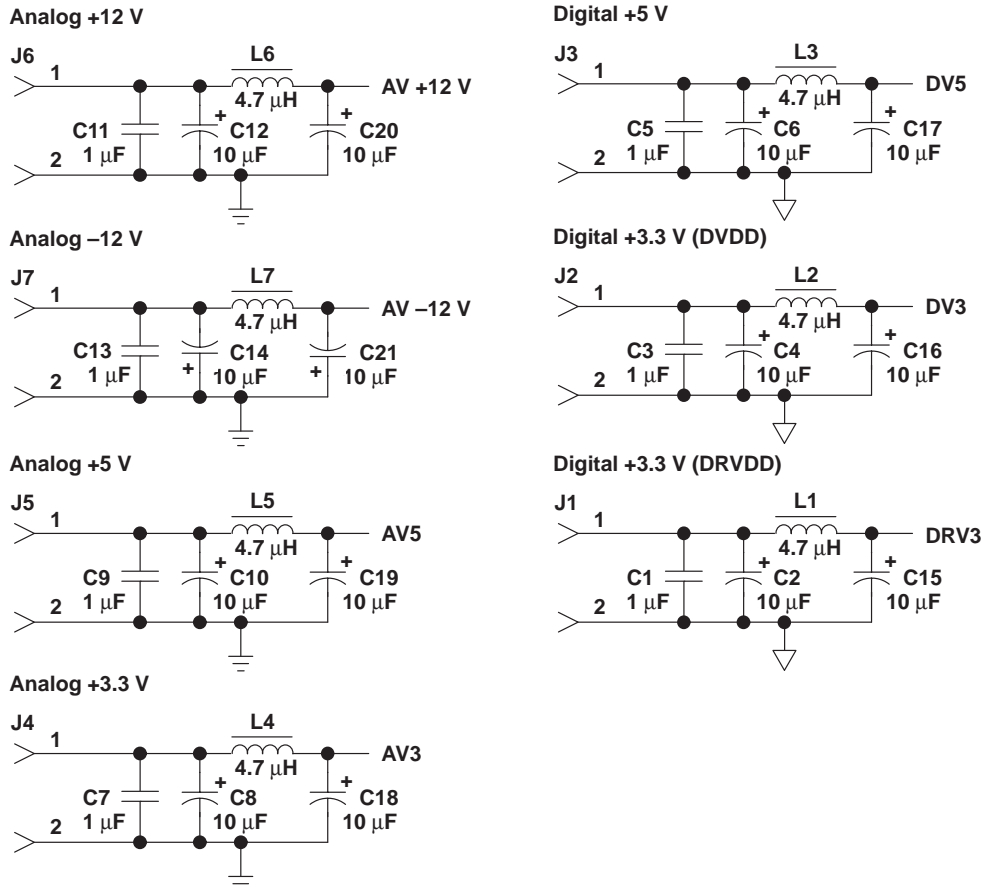 Analog +12 V
J6
1
L6
4.7 μH
AV +12 V
+
+
C11
1 μF
C12
10 μF
C20
10 μF
2
Analog –12 V
J7
1
L7
4.7 μH
AV –12 V
C13
1 μF
C14
10 μF
C21
10 μF
+
+
2
Analog +5 V
J5
1
L5
4.7 μH
AV5
+
+
C9
1 μF
C10
10 μF
C19
10 μF
2
Analog +3.3 V
J4
1
L4
4.7 μH
AV3
+
+
C7
1 μF
C8
10 μF
C18
10 μF
2
Digital +5 V
J3
1
L3
4.7 μH
DV5
+
+
C5
1 μF
C6
10 μF
C17
10 μF
2
Digital +3.3 V (DVDD)
J2
1
L2
4.7 μH
DV3
+
+
C3
1 μF
C4
10 μF
C16
10 μF
2
Digital +3.3 V (DRVDD)
J1
1
L1
4.7 μH
DRV3
+
+
C1
1 μF
C2
10 μF
C15
10 μF
2